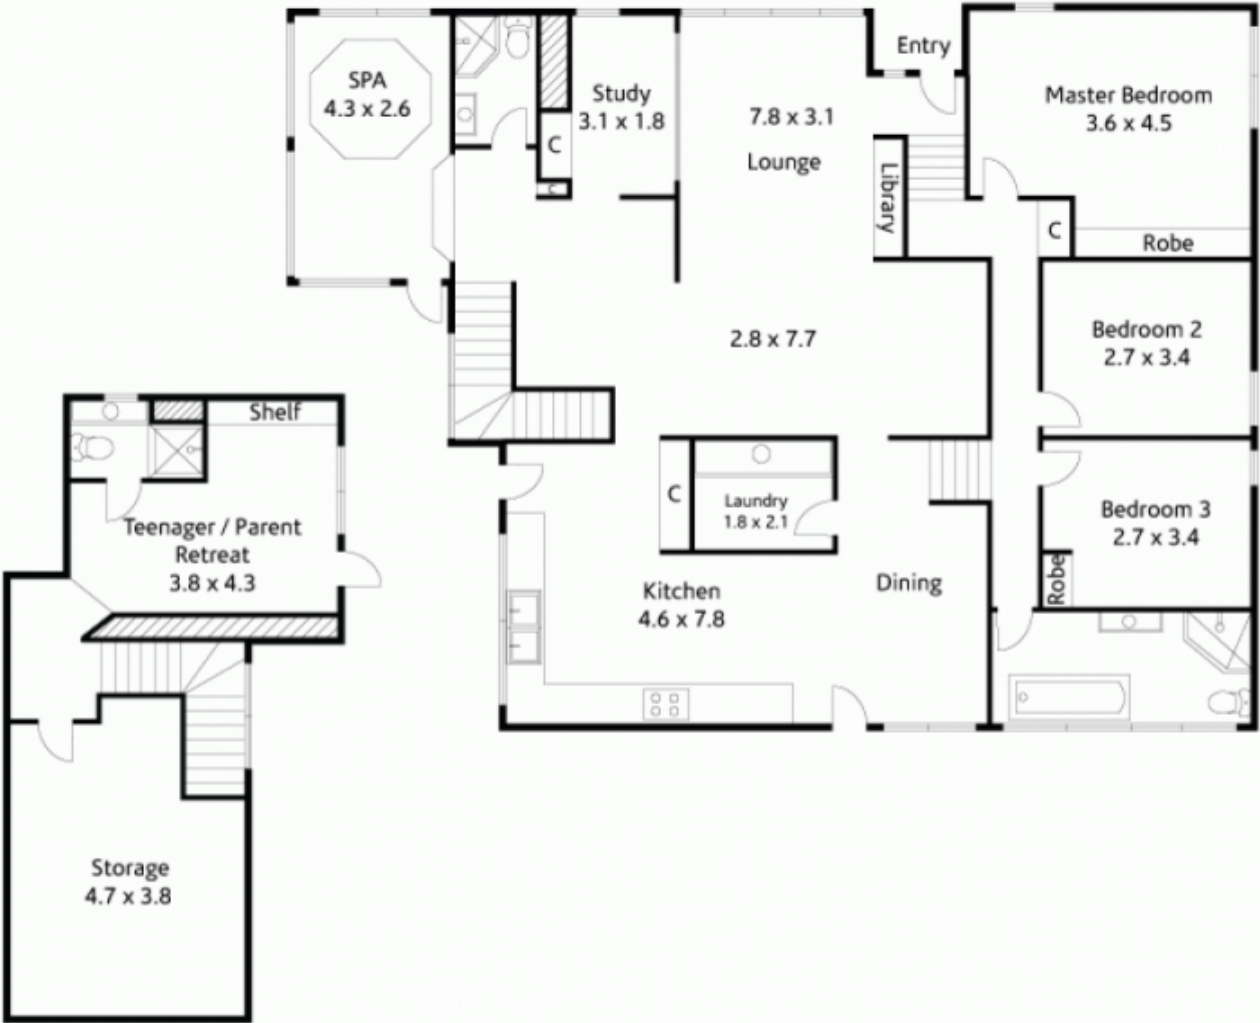 Entry
SPA
4.3 x 2.6
Study
3.1 x 1.8
C
C
7.8 x 3.1
Lounge
Library
Master Bedroom
3.6 x 4.5
C
Robe
2.8 x 7.7
Bedroom 2
2.7 x 3.4
Shelf
Teenager / Parent
Retreat
3.8 x 4.3
C
Laundry
1.8 x 2.1
Bedroom 3
2.7 x 3.4
Robe
Kitchen
4.6 x 7.8
Dining
Storage
4.7 x 3.8